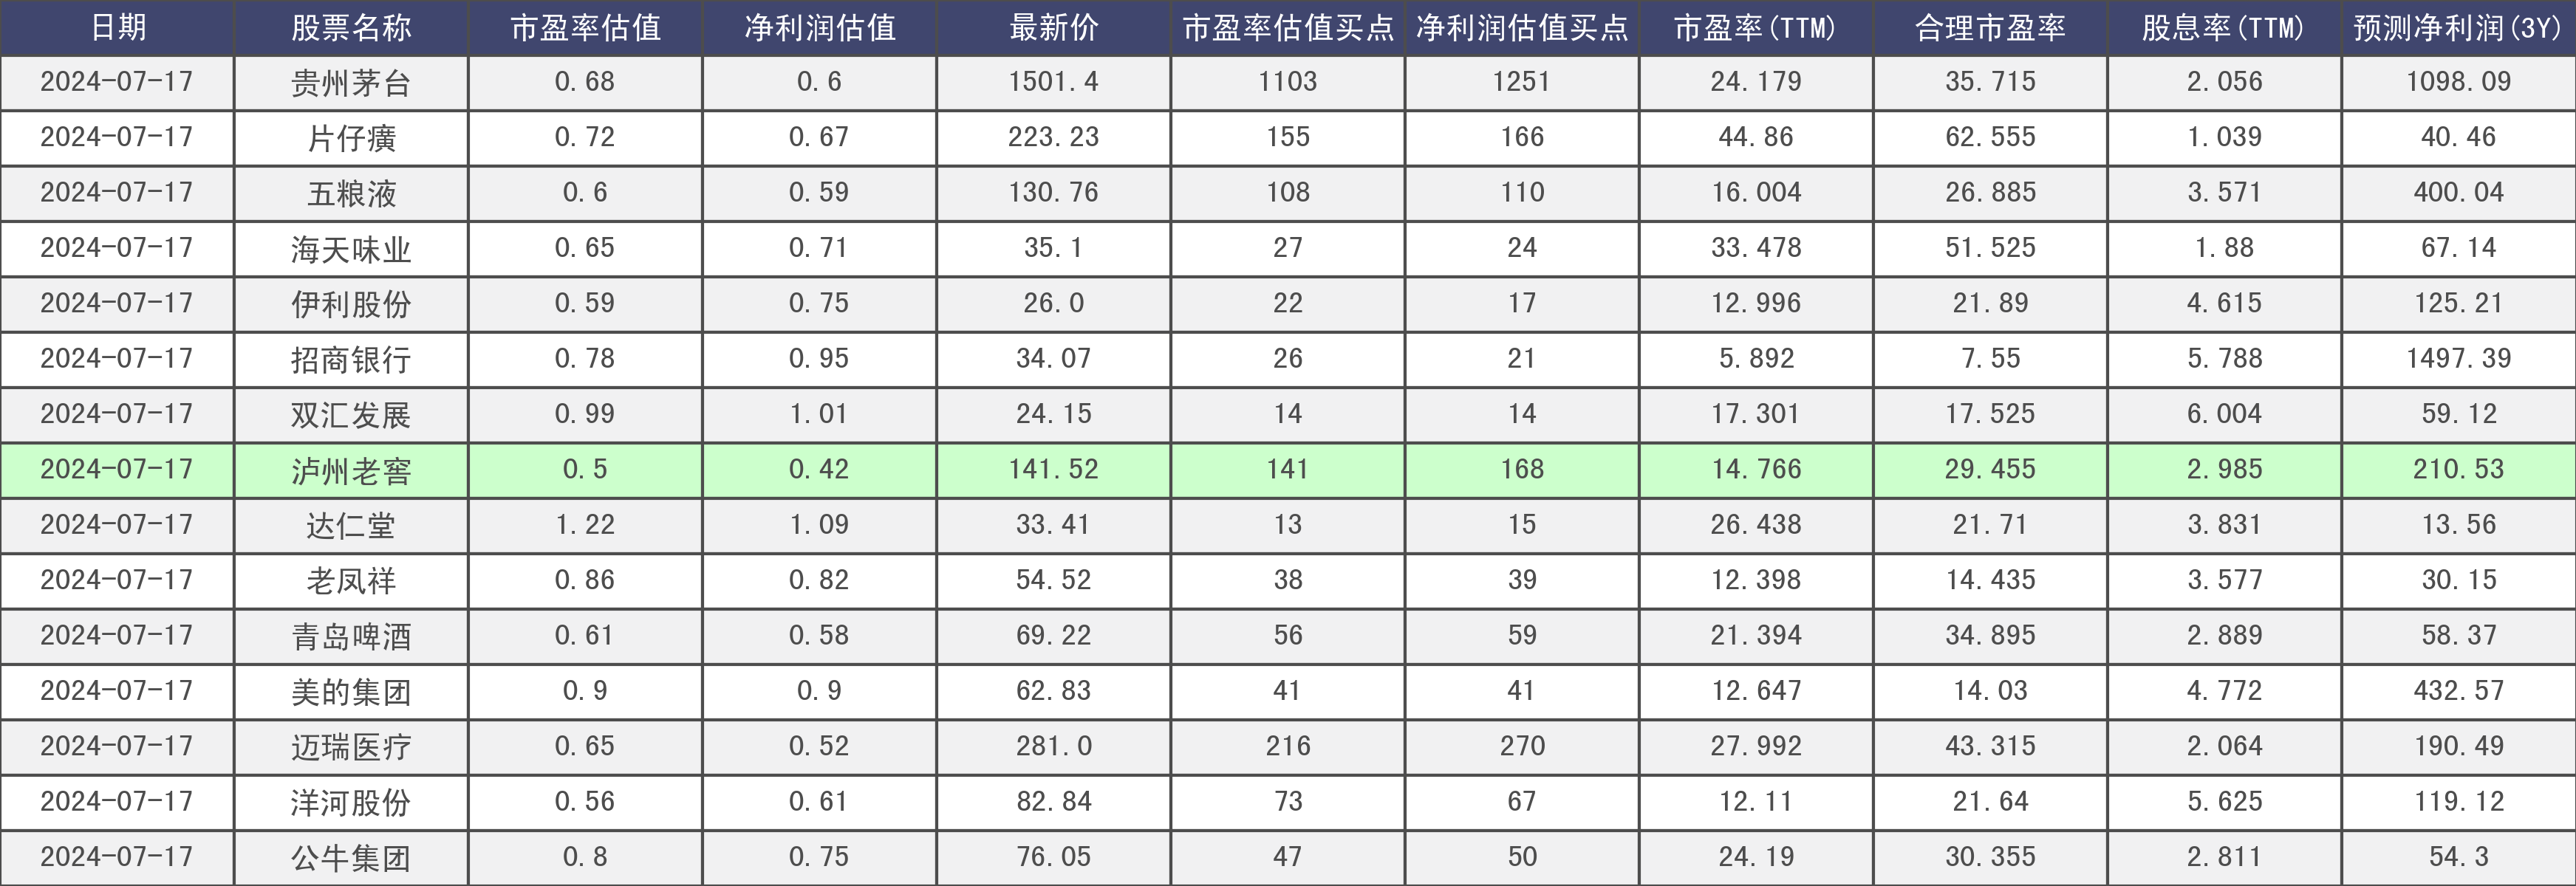 日期 股票名称 市盈率估值 净利润估值 最新价 市盈率估值买点 净利润估值买点 市盈率(TTM) 合理市盈率 股息率(TTM) 预测净利润(3Y)
2024-07-17 贵州茅台 0.68 0.6 1501.4 1103 1251 24.179 35.715 2.056 1098.09
2024-07-17 片仔癀 0.72 0.67 223.23 155 166 44.86 62.555 1.039 40.46
2024-07-17 五粮液 0.6 0.59 130.76 108 110 16.004 26.885 3.571 400.04
2024-07-17 海天味业 0.65 0.71 35.1 27 24 33.478 51.525 1.88 67.14
2024-07-17 伊利股份 0.59 0.75 26.0 22 17 12.996 21.89 4.615 125.21
2024-07-17 招商银行 0.78 0.95 34.07 26 21 5.892 7.55 5.788 1497.39
2024-07-17 双汇发展 0.99 1.01 24.15 14 14 17.301 17.525 6.004 59.12
2024-07-17 泸州老窖 0.5 0.42 141.52 141 168 14.766 29.455 2.985 210.53
2024-07-17 达仁堂 1.22 1.09 33.41 13 15 26.438 21.71 3.831 13.56
2024-07-17 老凤祥 0.86 0.82 54.52 38 39 12.398 14.435 3.577 30.15
2024-07-17 青岛啤酒 0.61 0.58 69.22 56 59 21.394 34.895 2.889 58.37
2024-07-17 美的集团 0.9 0.9 62.83 41 41 12.647 14.03 4.772 432.57
2024-07-17 迈瑞医疗 0.65 0.52 281.0 216 270 27.992 43.315 2.064 190.49
2024-07-17 洋河股份 0.56 0.61 82.84 73 67 12.11 21.64 5.625 119.12
2024-07-17 公牛集团 0.8 0.75 76.05 47 50 24.19 30.355 2.811 54.3